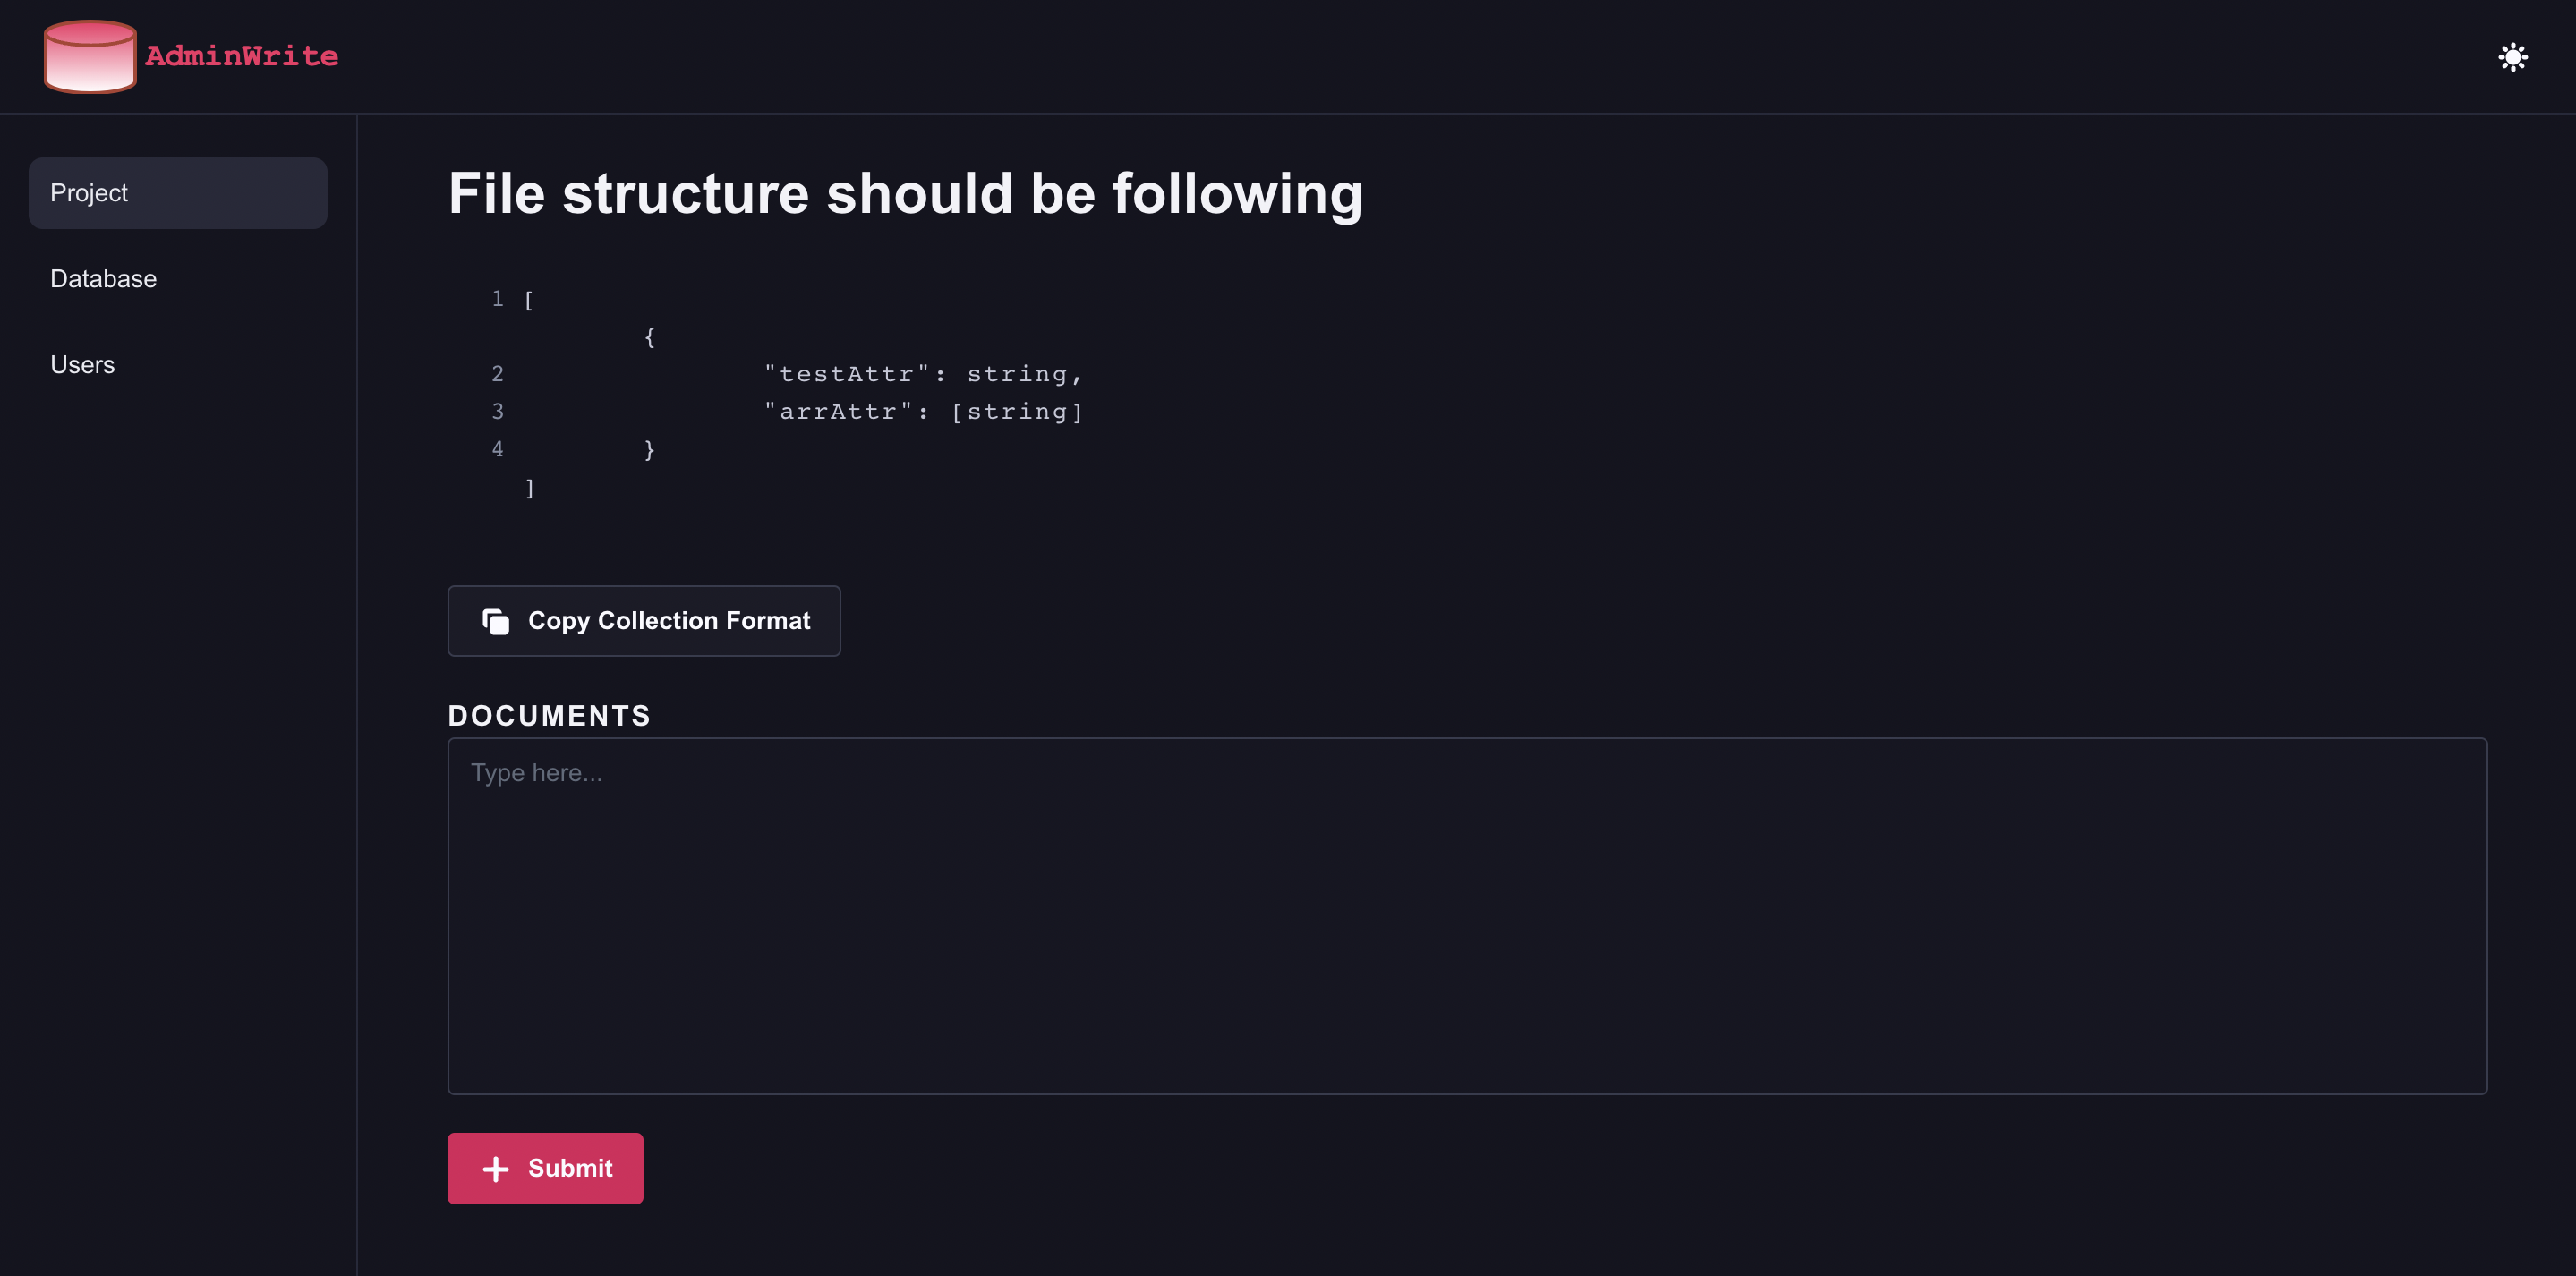 AdminWrite
Project
Database
Users
File structure should be following
1 [
{
2 "testAttr": string,
3 "arrAttr": [string]
4 }
]
Copy Collection Format
DOCUMENTS
Type here...
Submit